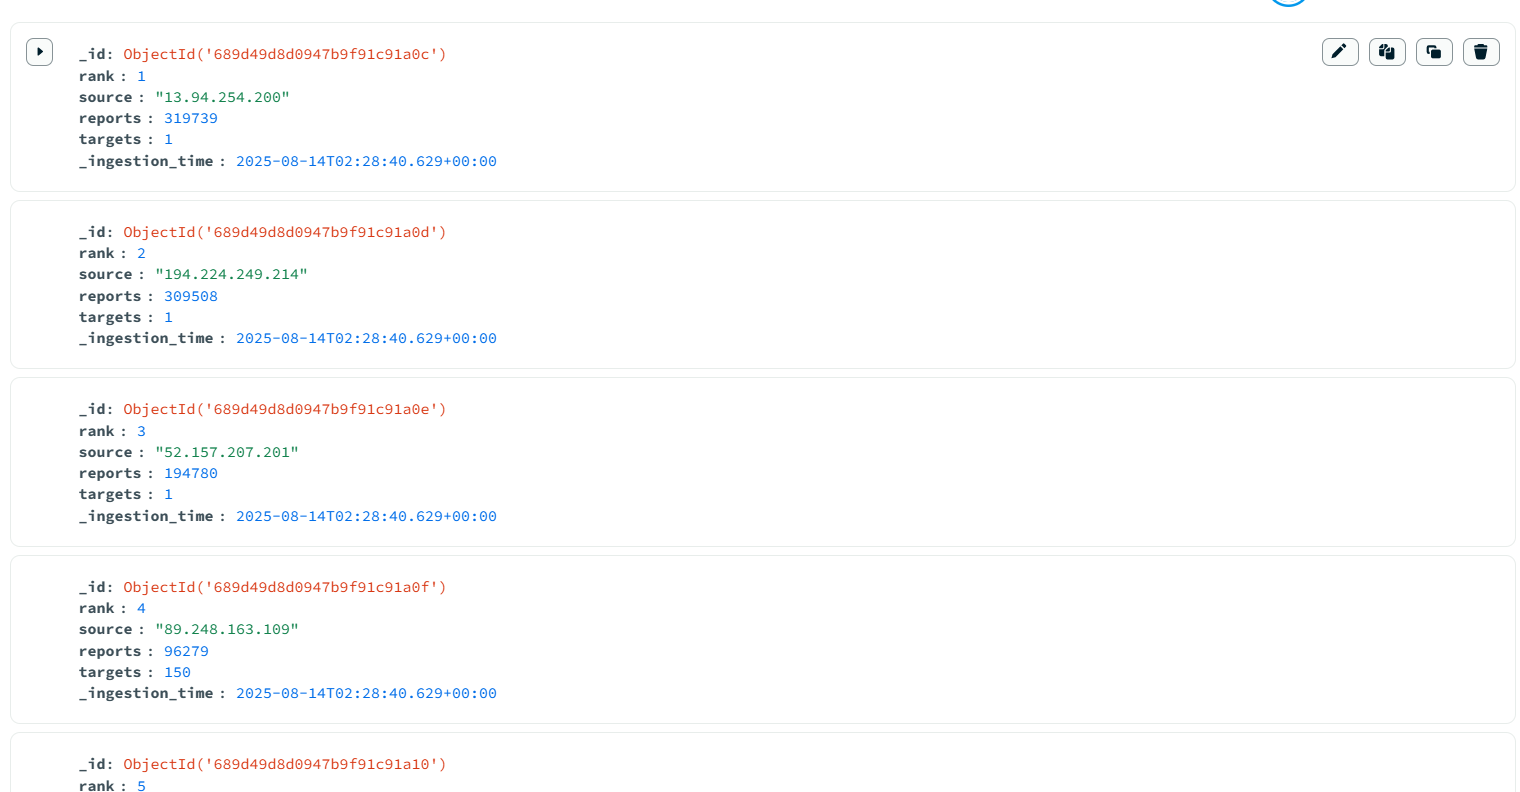 _id: ObjectId('689d49d8d0947b9f91c91a0c')
rank : 1
source : "13.94.254.200"
reports : 319739
targets : 1
_ingestion_time : 2025-08-14T02:28:40.629+00:00
_id: ObjectId('689d49d8d0947b9f91c91a0d')
rank : 2
source : "194.224.249.214"
reports : 309508
targets : 1
_ingestion_time : 2025-08-14T02:28:40.629+00:00
_id: ObjectId('689d49d8d0947b9f91c91a0e')
rank : 3
source : "52.157.207.201"
reports : 194780
targets : 1
_ingestion_time : 2025-08-14T02:28:40.629+00:00
_id: ObjectId('689d49d8d0947b9f91c91a0f')
rank : 4
source : "89.248.163.109"
reports : 96279
targets : 150
_ingestion_time : 2025-08-14T02:28:40.629+00:00
_id: ObjectId('689d49d8d0947b9f91c91a10')
rank : 5